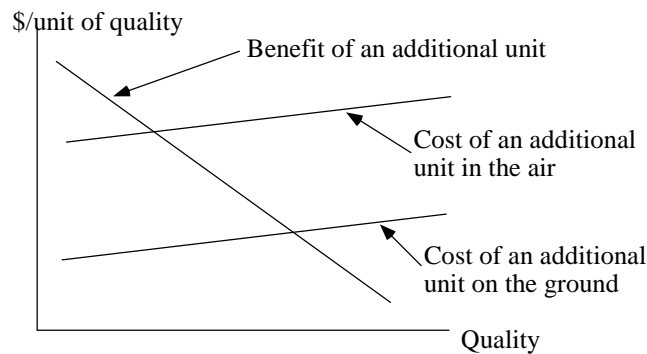 $/unit of quality
Benefit of an additional unit
Cost of an additional
unit in the air
Cost of an additional
unit on the ground
Quality